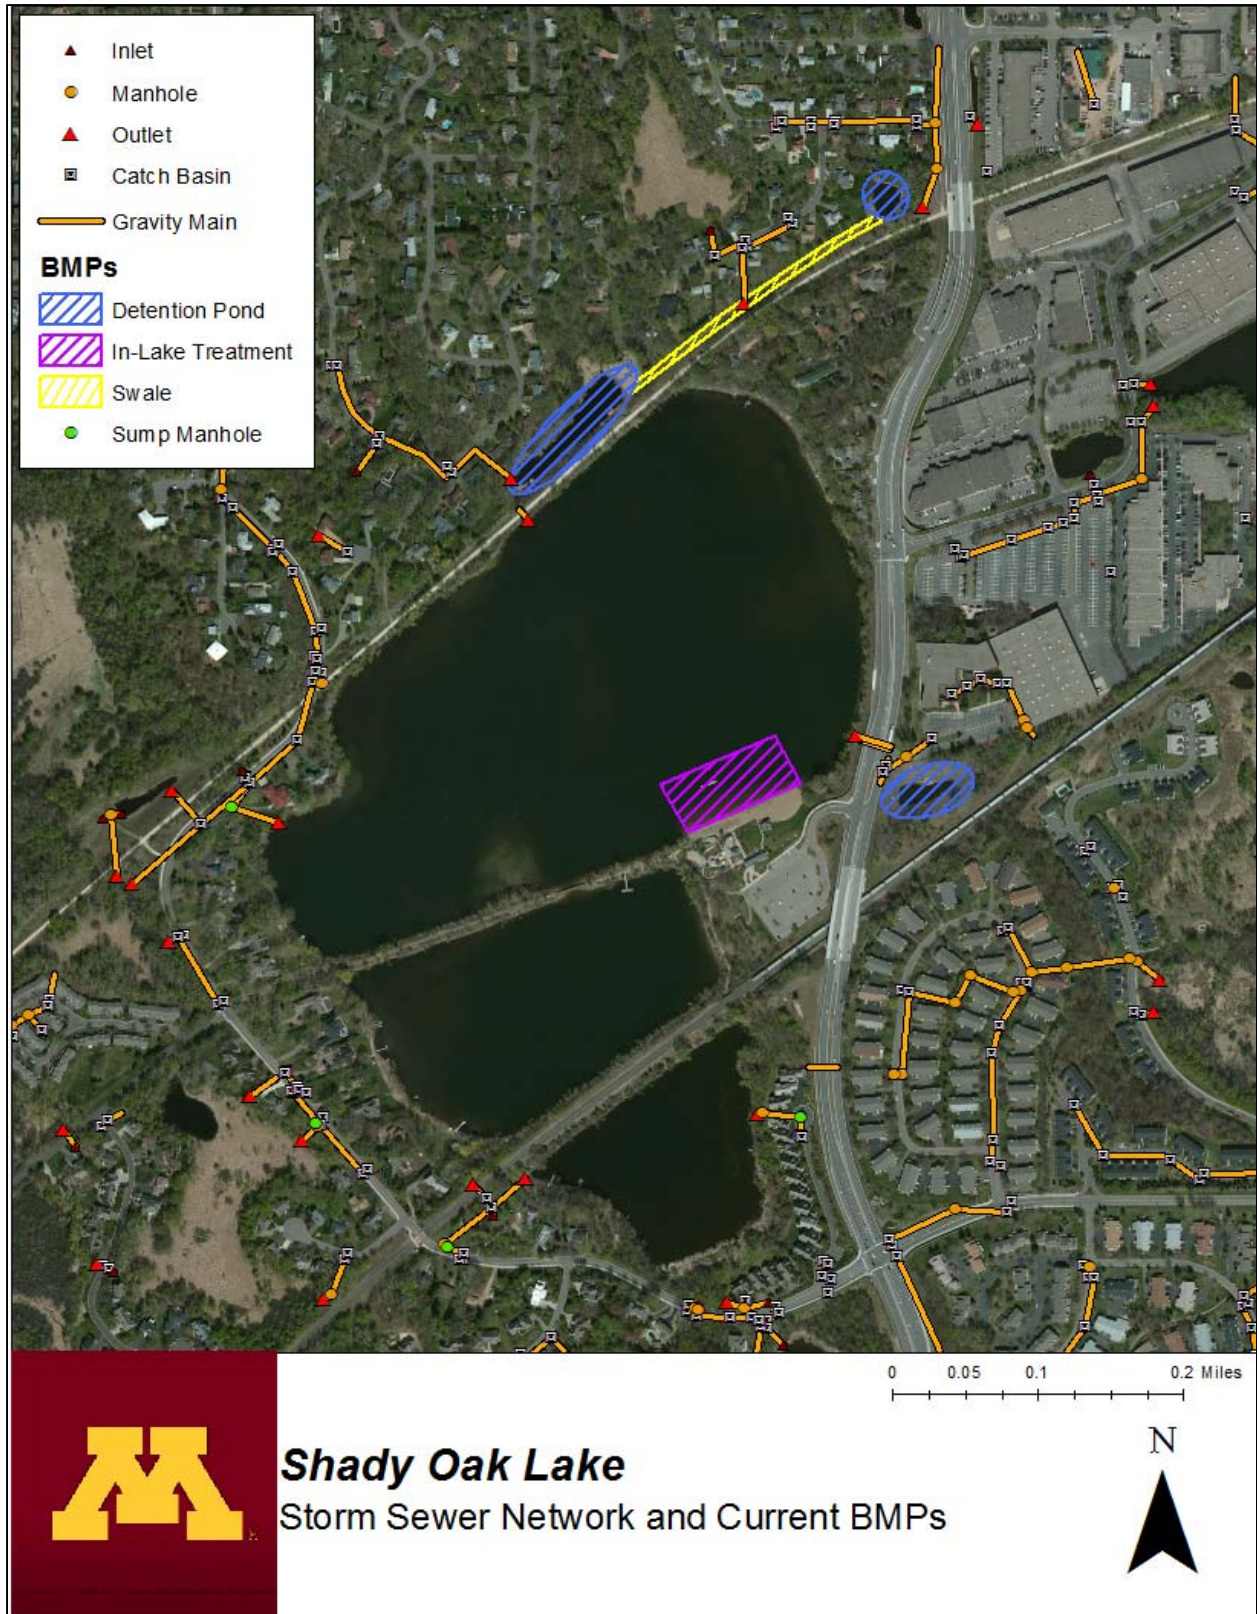 Inlet
Manhole
Outlet
Catch Basin
Gravity Main
BMPs
Detention Pond
In-Lake Treatment
Swale
Sump Manhole
0 0.05 0.1 0.2 Miles
N
M
Shady Oak Lake
Storm Sewer Network and Current BMPs